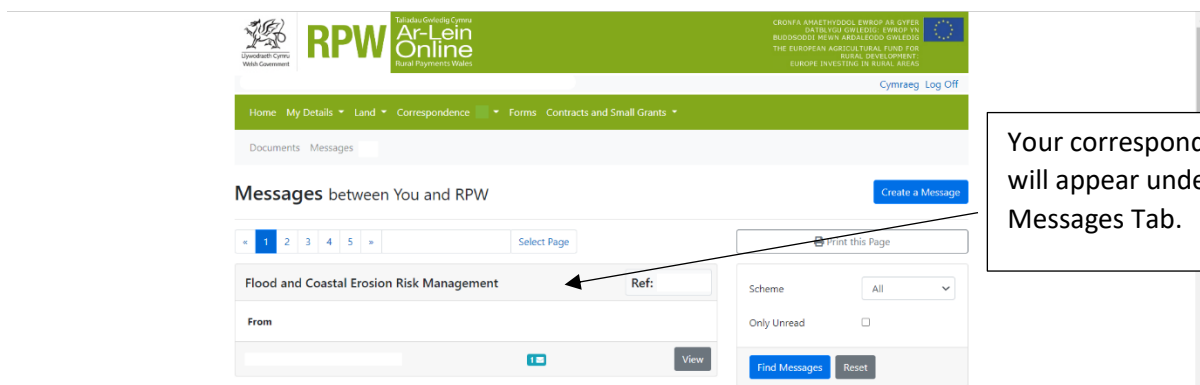 Taliadau Gwledig Cymru
RPW Ar-Lein
Online
Rural Payments Wales
Llywodraeth Cymru
Welsh Government
CRONFA AMAETHYDDOL EWROP AR GYFER
DATBLYGU GWLEDIG: EWROP YN
BUDDSODDI MEWN ARDALEDD GWLEDIG
THE EUROPEAN AGRICULTURAL FUND FOR
RURAL DEVELOPMENT:
EUROPE INVESTING IN RURAL AREAS
Cymraeg Log Off
Home My Details Land Correspondence Forms Contracts and Small Grants
Documents Messages
Messages between You and RPW
Create a Message
« 1 2 3 4 5 » Select Page
Print this Page
Flood and Coastal Erosion Risk Management Ref:
From
1
View
Scheme All
Only Unread
Find Messages Reset
Your correspond
will appear unde
Messages Tab.